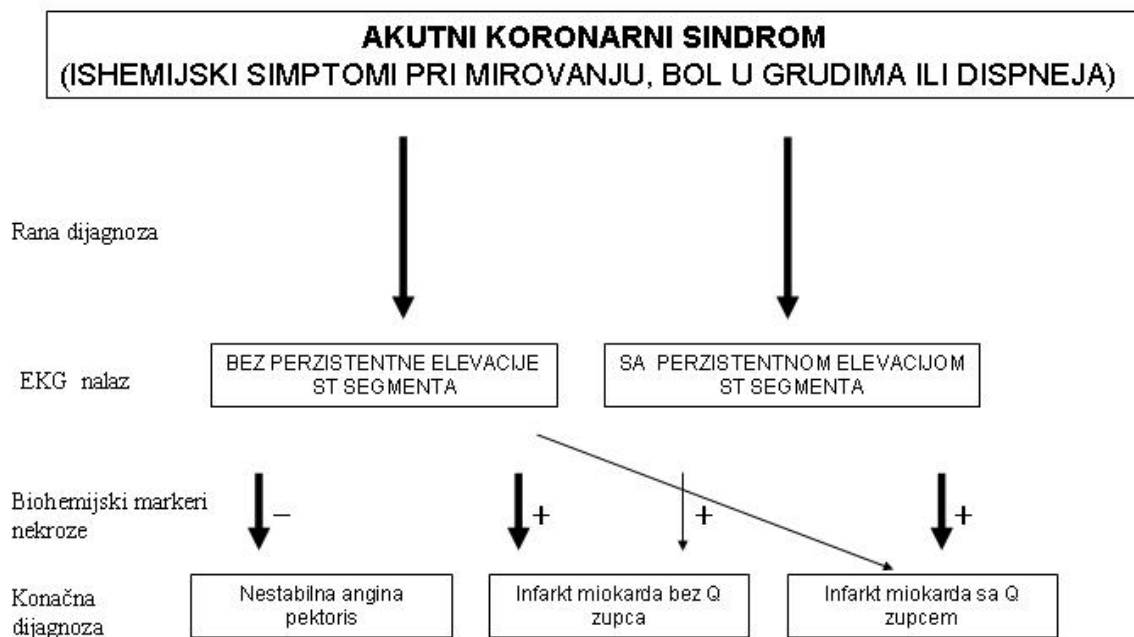 AKUTNI KORONARNI SINDROM
(ISHEMIJSKI SIMPTOMI PRI MIROVANJU, BOL U GRUDIMA ILI DISPNEJA)
Rana dijagnoza
EKG nalaz
BEZ PERZISTENTNE ELEVACIJE
ST SEGMENTA
SA PERZISTENTNOM ELEVACIJOM
ST SEGMENTA
Biohemijski markeri
nekroze
–
+
+
+
Konačna
dijagnoza
Nestabilna angina
pektoris
Infarkt miokarda bez Q
zupca
Infarkt miokarda sa Q
zupcem